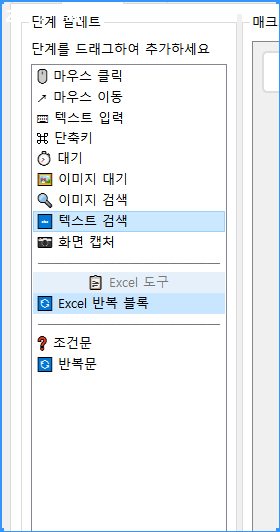 단계 팔레트
단계를 드래그하여 추가하세요
마우스 클릭
마우스 이동
텍스트 입력
단축키
대기
이미지 대기
이미지 검색
텍스트 검색
화면 캡처
Excel 도구
Excel 반복 블록
조건문
반복문
매크